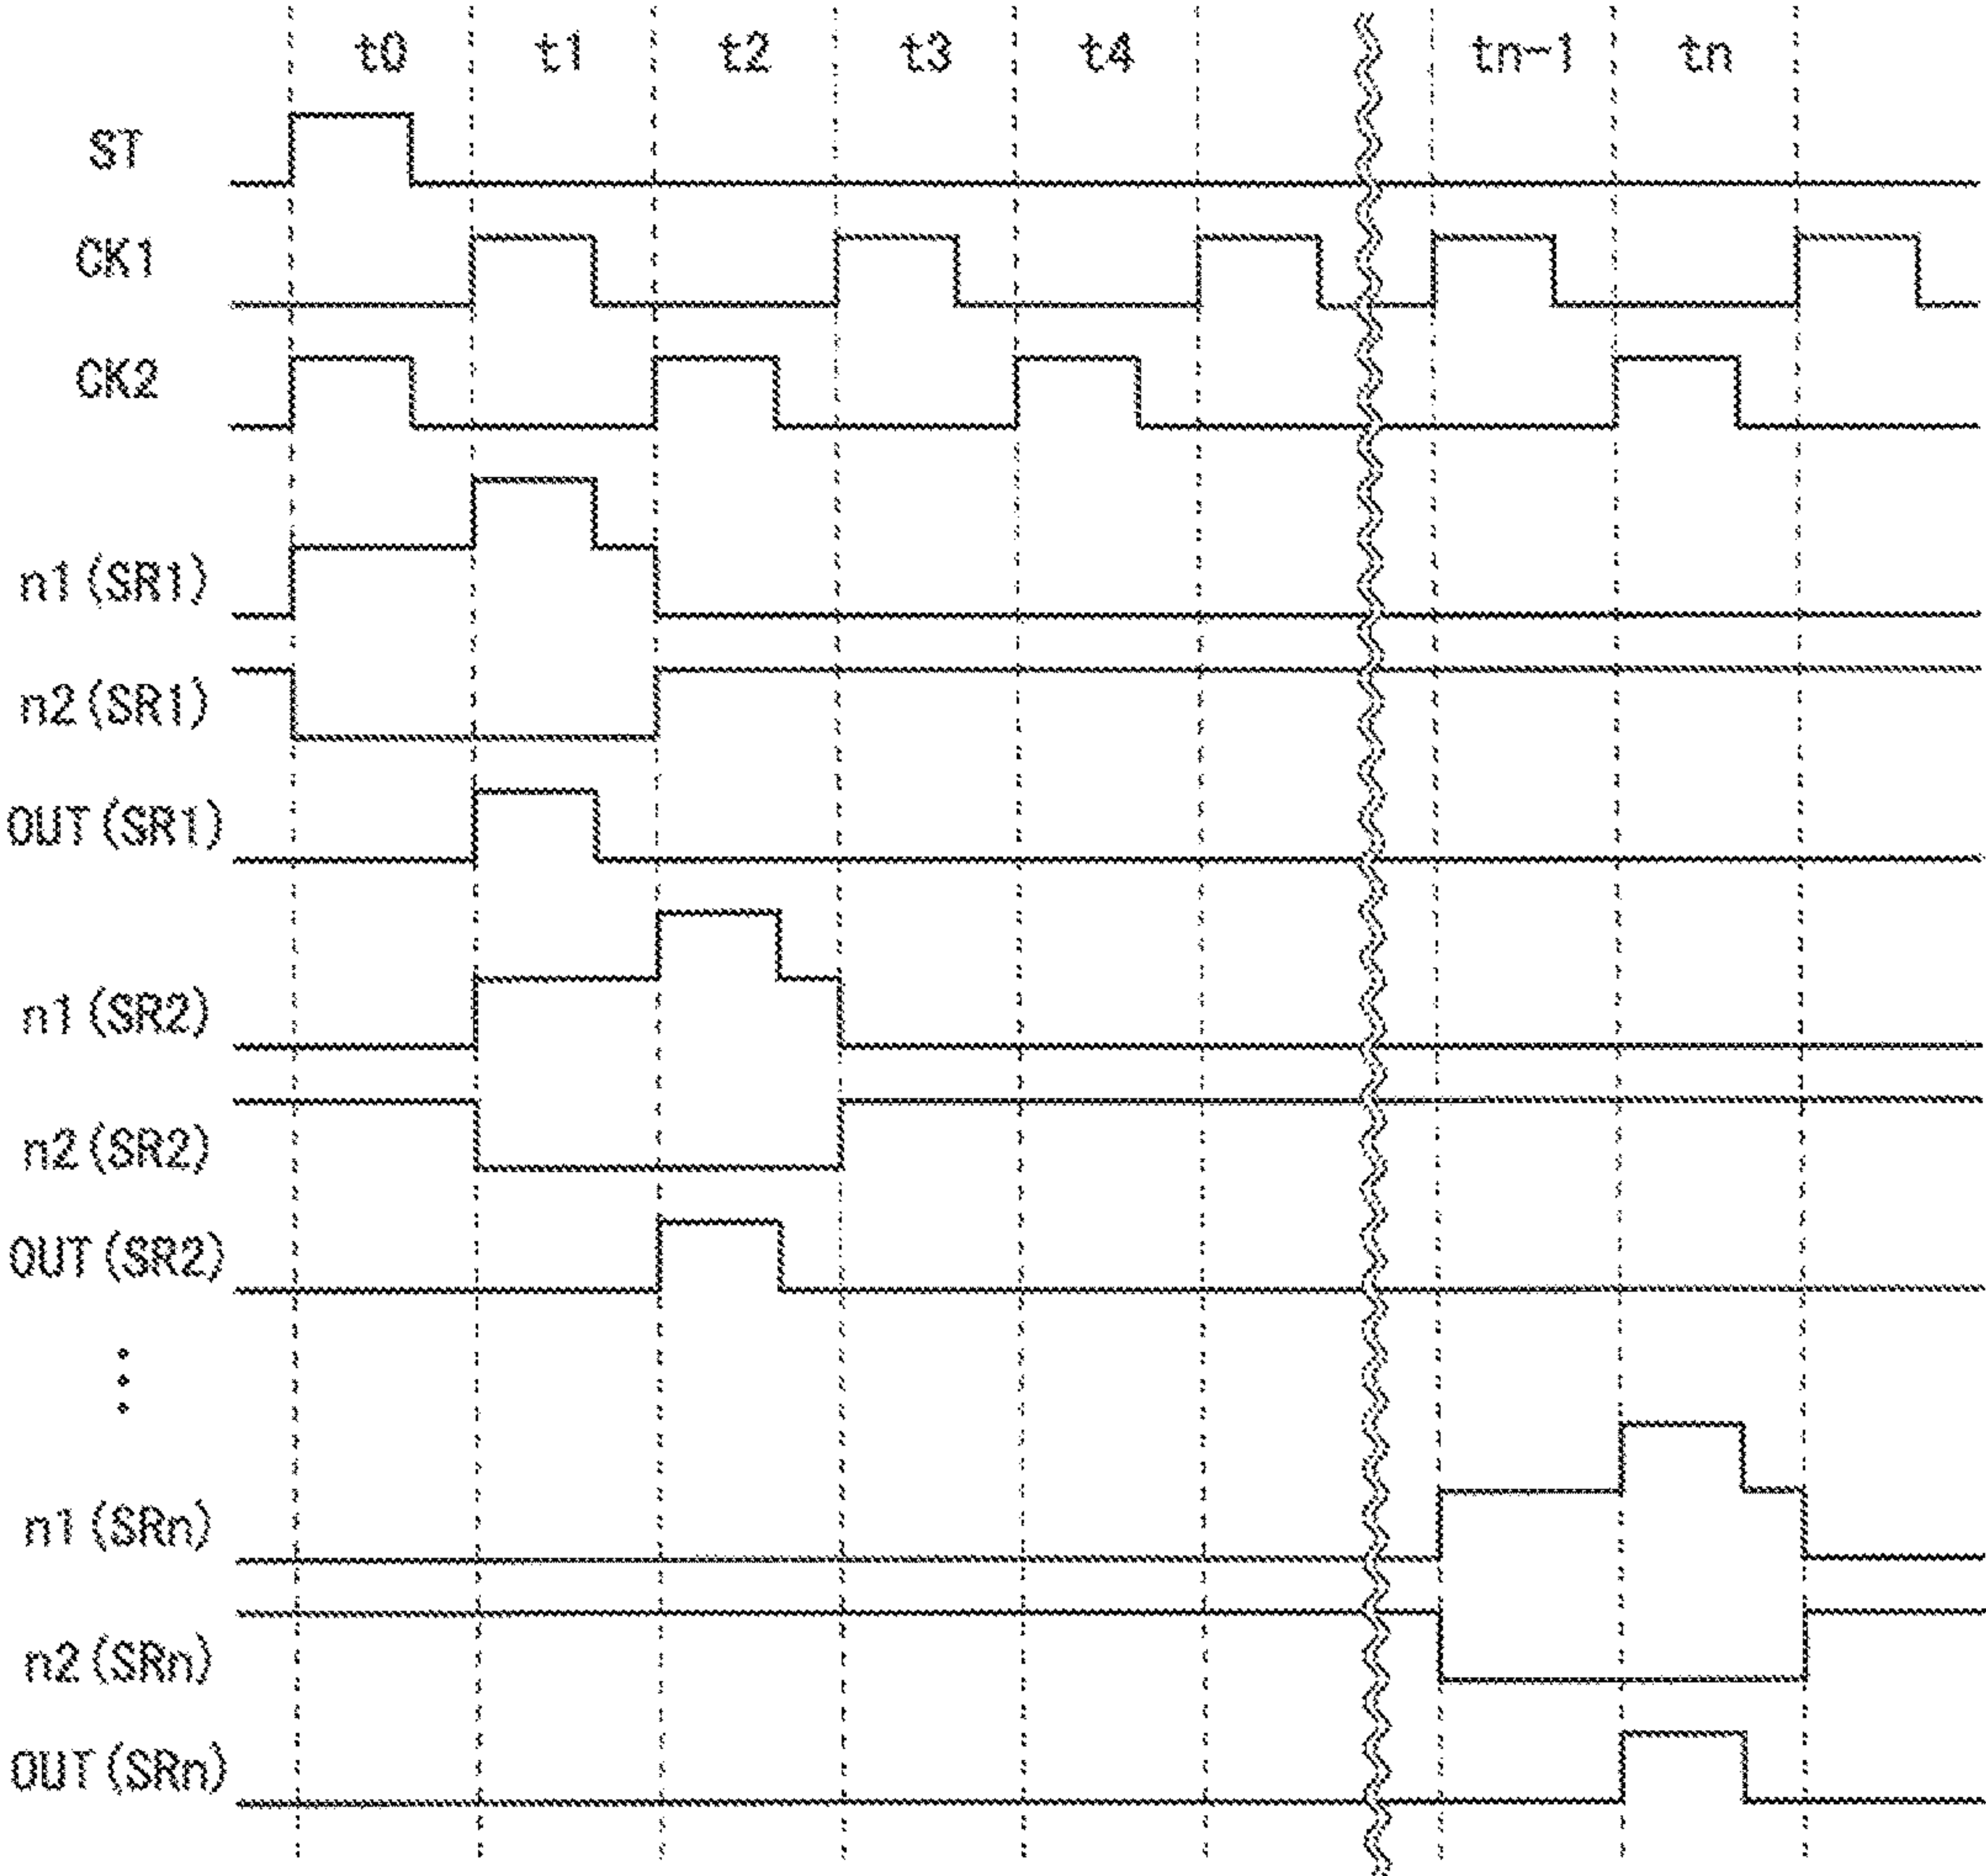 t0 t1 t2 t3 t4 tn-1 tn
ST
CK1
CK2
n1(SR1)
n2(SR1)
OUT(SR1)
n1(SR2)
n2(SR2)
OUT(SR2)
⋮
n1(SRn)
n2(SRn)
OUT(SRn)